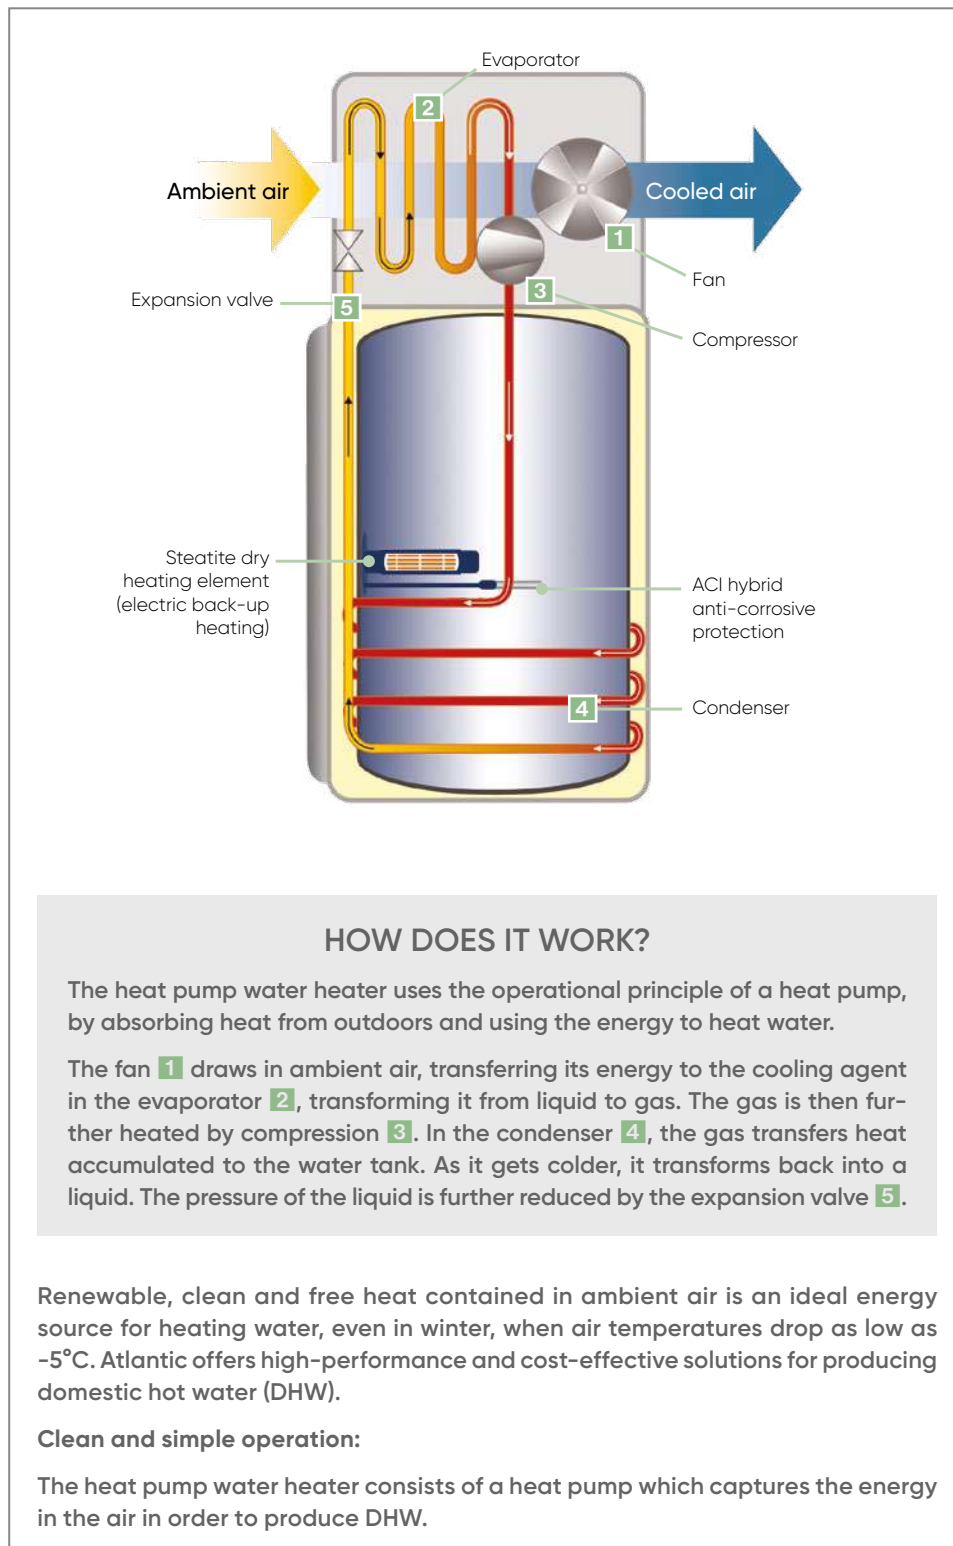 Evaporator
2
Ambient air
Cooled air
1
Fan
3
Expansion valve
5
Compressor
Steatite dry
heating element
(electric back-up
heating)
ACI hybrid
anti-corrosive
protection
4
Condenser
HOW DOES IT WORK?
The heat pump water heater uses the operational principle of a heat pump,
by absorbing heat from outdoors and using the energy to heat water.
The fan 1 draws in ambient air, transferring its energy to the cooling agent
in the evaporator 2, transforming it from liquid to gas. The gas is then fur-
ther heated by compression 3. In the condenser 4, the gas transfers heat
accumulated to the water tank. As it gets colder, it transforms back into a
liquid. The pressure of the liquid is further reduced by the expansion valve 5.
Renewable, clean and free heat contained in ambient air is an ideal energy
source for heating water, even in winter, when air temperatures drop as low as
-5°C. Atlantic offers high-performance and cost-effective solutions for producing
domestic hot water (DHW).
Clean and simple operation:
The heat pump water heater consists of a heat pump which captures the energy
in the air in order to produce DHW.